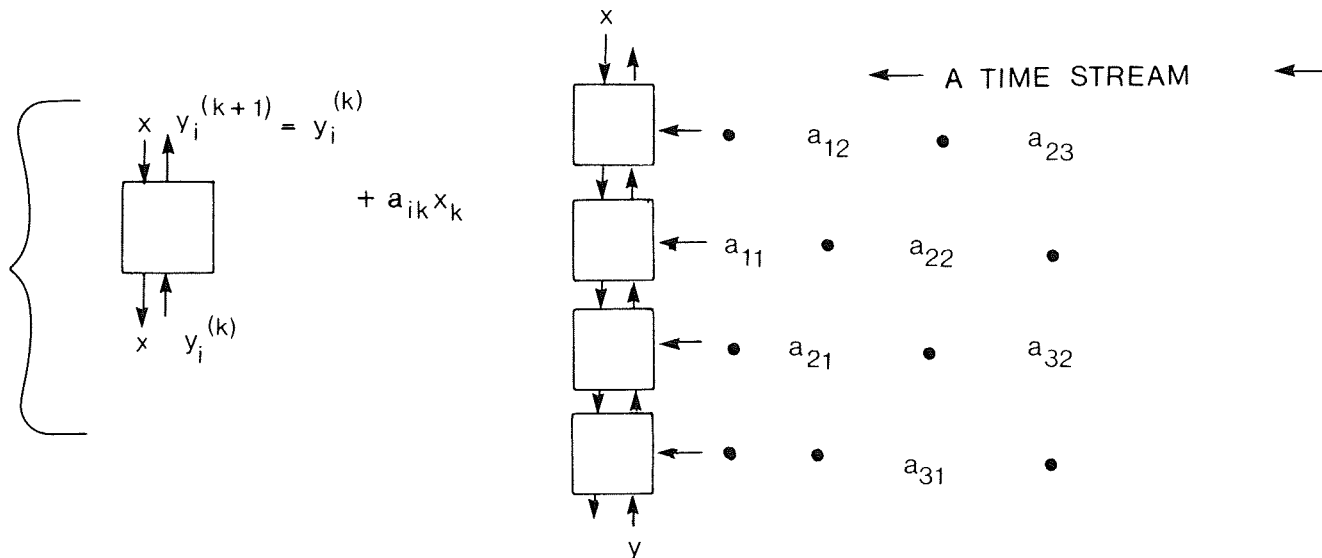 x
← A TIME STREAM ←
x y_i^(k+1) = y_i^(k)
+ a_ik x_k
x y_i^(k)
• a_12 • a_23
a_11 • a_22 •
• a_21 • a_32
• • a_31 •
y